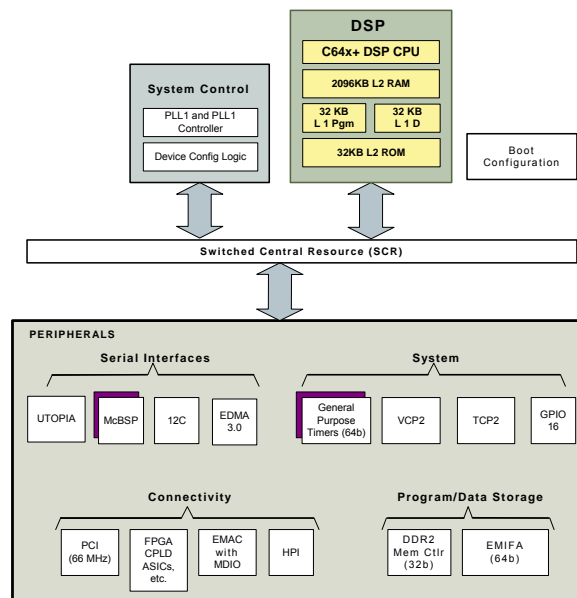 DSP
C64x+ DSP CPU
2096KB L2 RAM
32 KB
L 1 Pgm
32 KB
L 1 D
32KB L2 ROM
System Control
PLL1 and PLL1
Controller
Device Config Logic
Boot
Configuration
Switched Central Resource (SCR)
PERIPHERALS
Serial Interfaces
System
UTOPIA
McBSP
12C
EDMA
3.0
General
Purpose
Timers (64b)
VCP2
TCP2
GPIO
16
Connectivity
Program/Data Storage
PCI
(66 MHz)
FPGA
CPLD
ASICs,
etc.
EMAC
with
MDIO
HPI
DDR2
Mem Ctlr
(32b)
EMIFA
(64b)